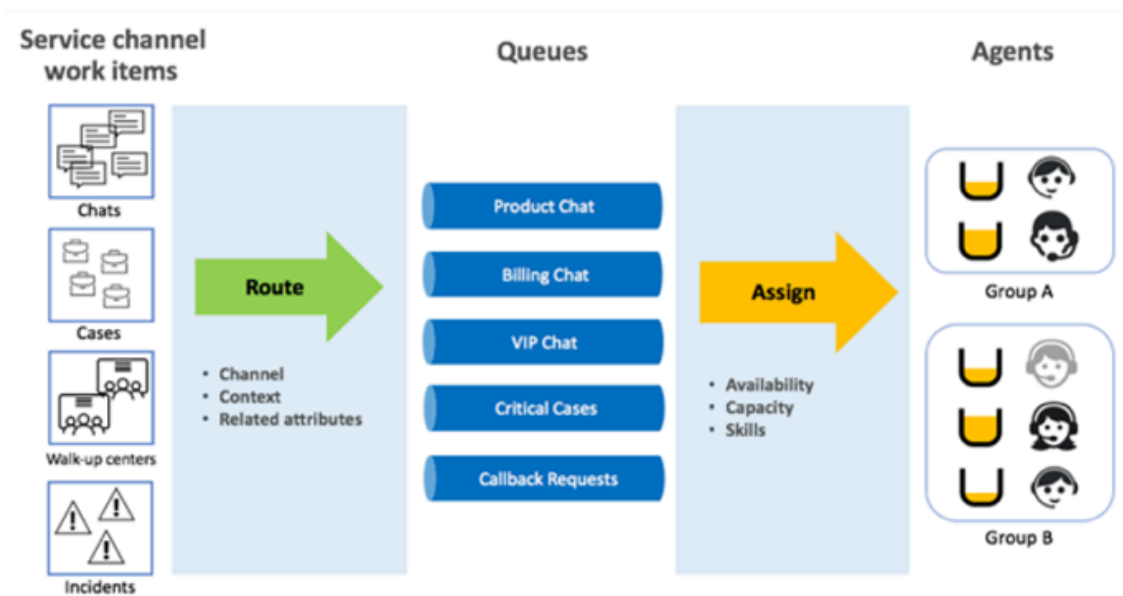 Service channel
work items
Queues
Agents
Chats
Cases
Walk-up centers
Incidents
Route
• Channel
• Context
• Related attributes
Product Chat
Billing Chat
VIP Chat
Critical Cases
Callback Requests
Assign
• Availability
• Capacity
• Skills
Group A
Group B